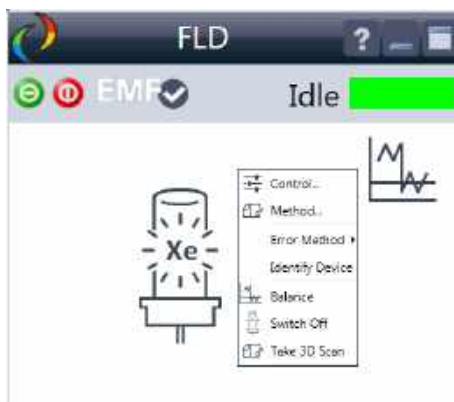 FLD ?
EMF Idle
Control...
Method...
Xe
Error Method
Identify Device
Balance
Switch Off
Take 3D Scan